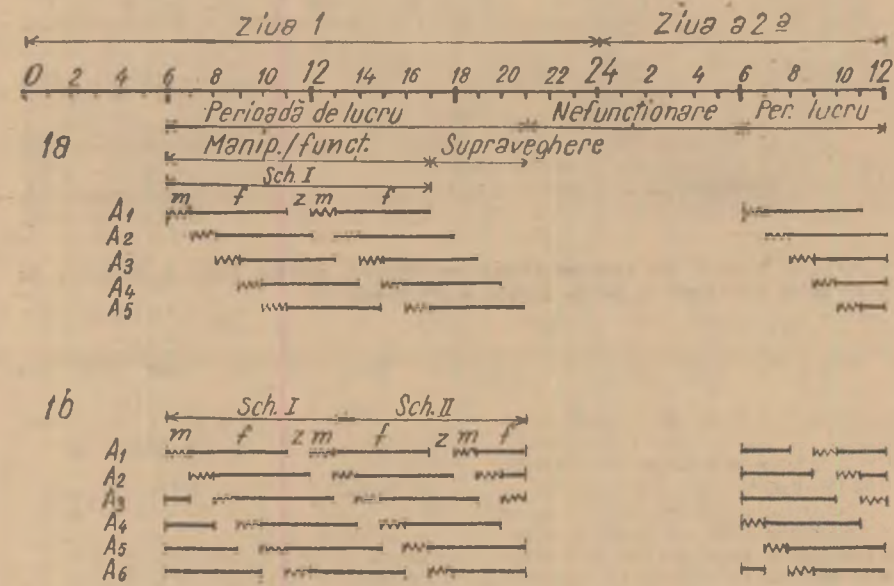 Ziua 1 Ziua a 2ª
0 2 4 6 8 10 12 14 16 18 20 22 24 2 4 6 8 10 12
Perioadă de lucru Nefuncționare Per. lucru
1a Manip./funct. Supraveghere
Sch. I
m f z m f
A1
A2
A3
A4
A5
1b Sch. I Sch. II
m f z m f z m f
A1
A2
A3
A4
A5
A6